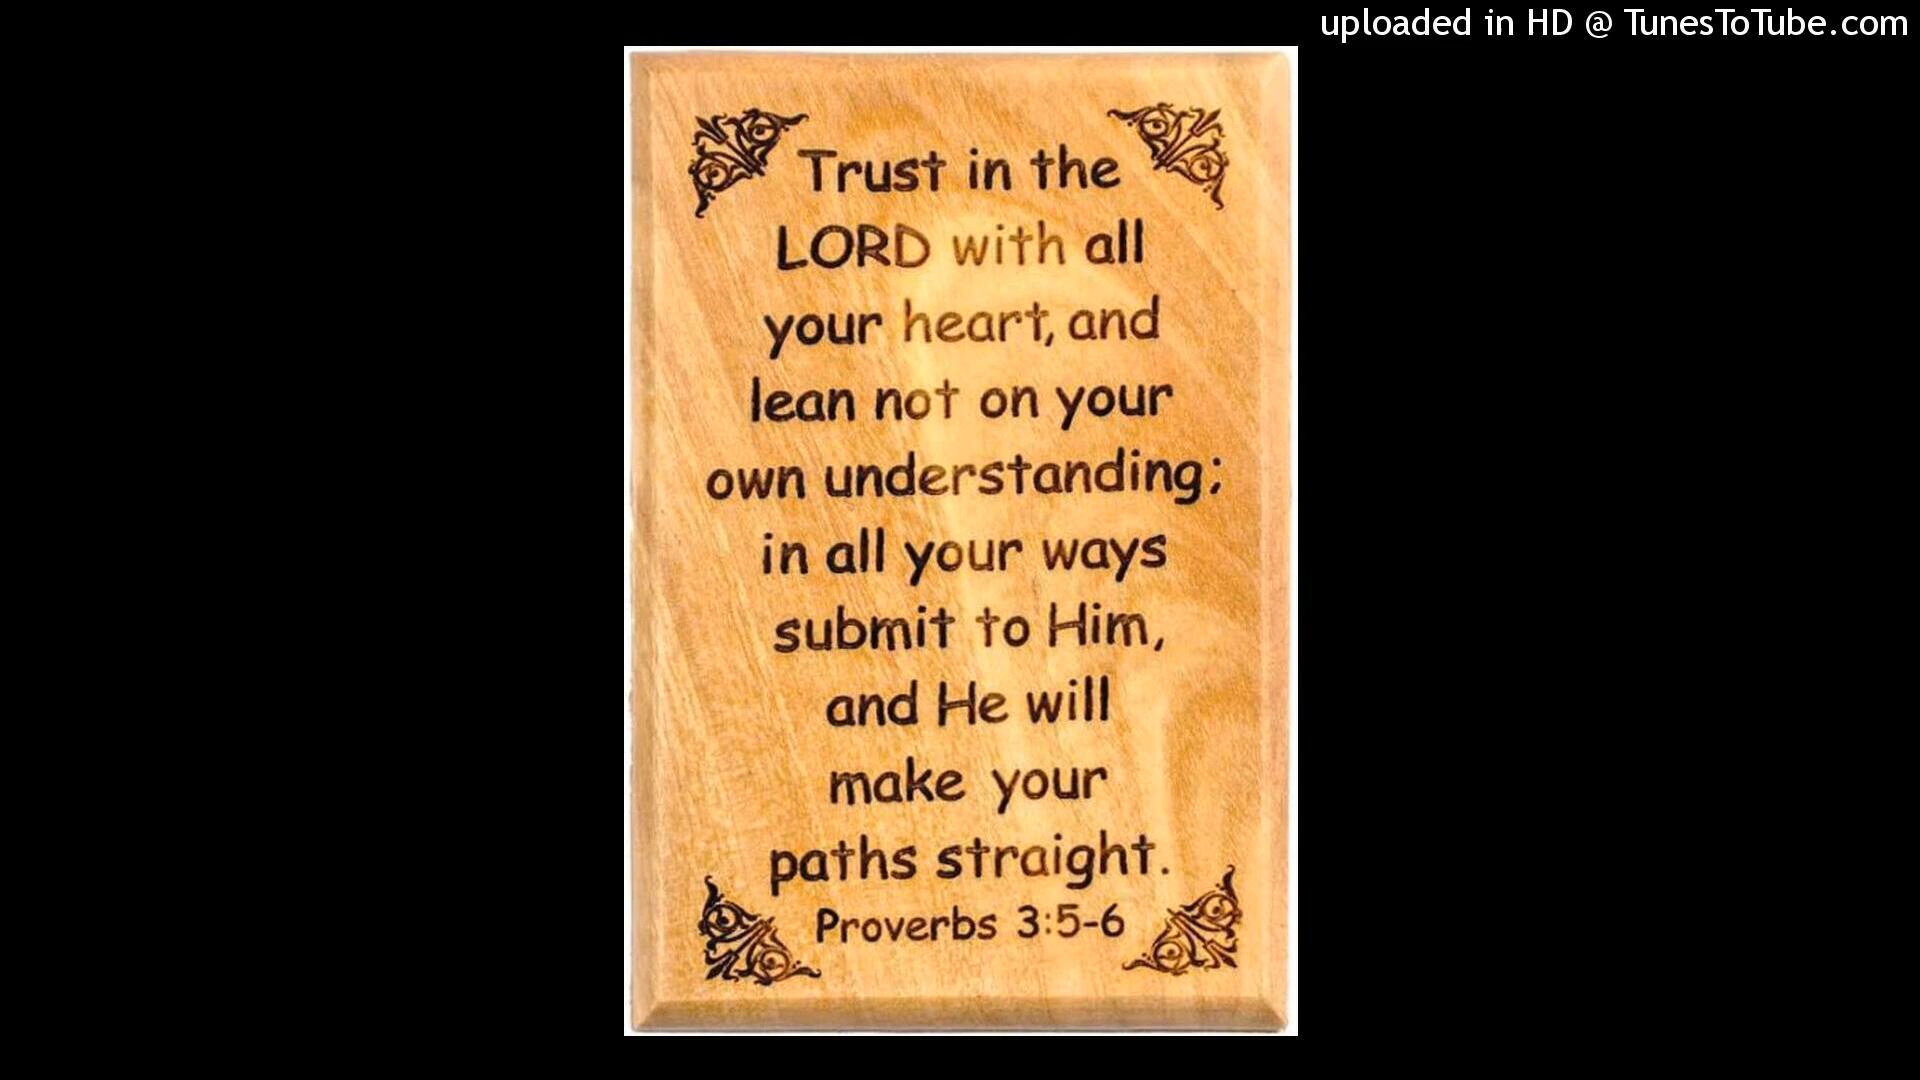 uploaded in HD @ TunesToTube.com
Trust in the
LORD with all
your heart, and
lean not on your
own understanding;
in all your ways
submit to Him,
and He will
make your
paths straight.
Proverbs 3:5-6